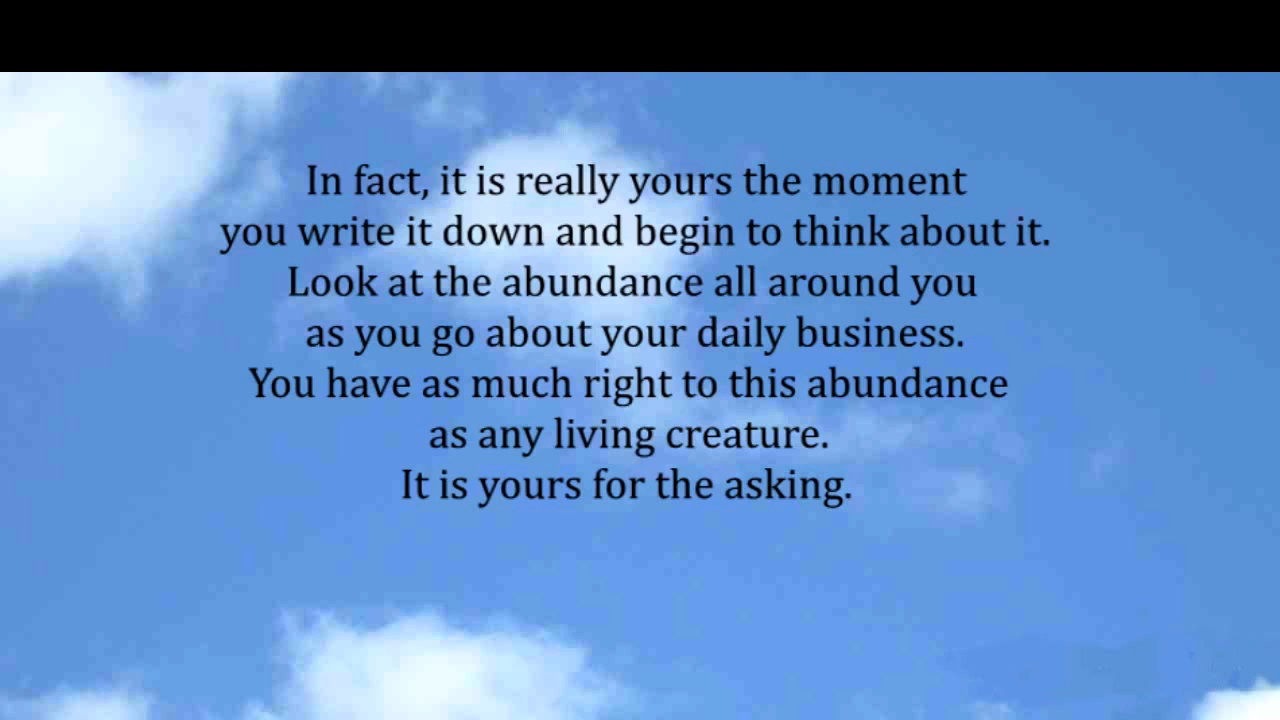 In fact, it is really yours the moment
you write it down and begin to think about it.
Look at the abundance all around you
as you go about your daily business.
You have as much right to this abundance
as any living creature.
It is yours for the asking.